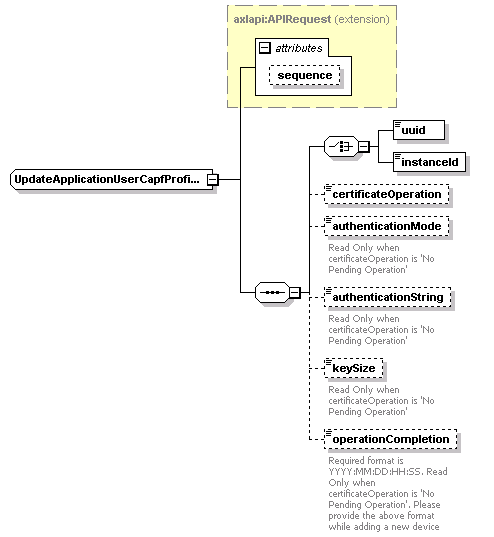 axlapi:APIRequest (extension)
attributes
sequence
uuid
instanceId
UpdateApplicationUserCapfProfi...
certificateOperation
authenticationMode
Read Only when
certificateOperation is 'No
Pending Operation'
authenticationString
Read Only when
certificateOperation is 'No
Pending Operation'
keySize
Read Only when
certificateOperation is 'No
Pending Operation'
operationCompletion
Required format is
YYYY:MM:DD:HH:SS. Read
Only when
certificateOperation is 'No
Pending Operation'. Please
provide the above format
while adding a new device